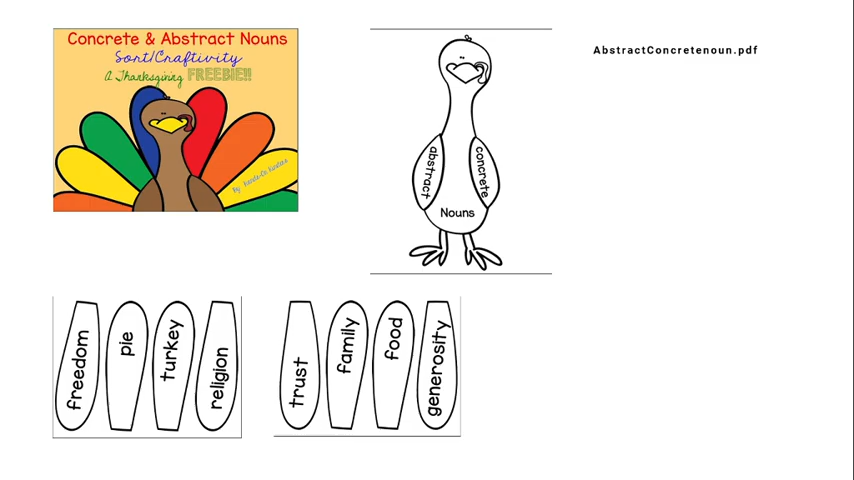 Concrete & Abstract Nouns
Sort/Craftivity
A Thanksgiving FREEBIE!!
abstract
concrete
Nouns
AbstractConcretenoun.pdf
freedom
pie
turkey
religion
trust
family
food
generosity